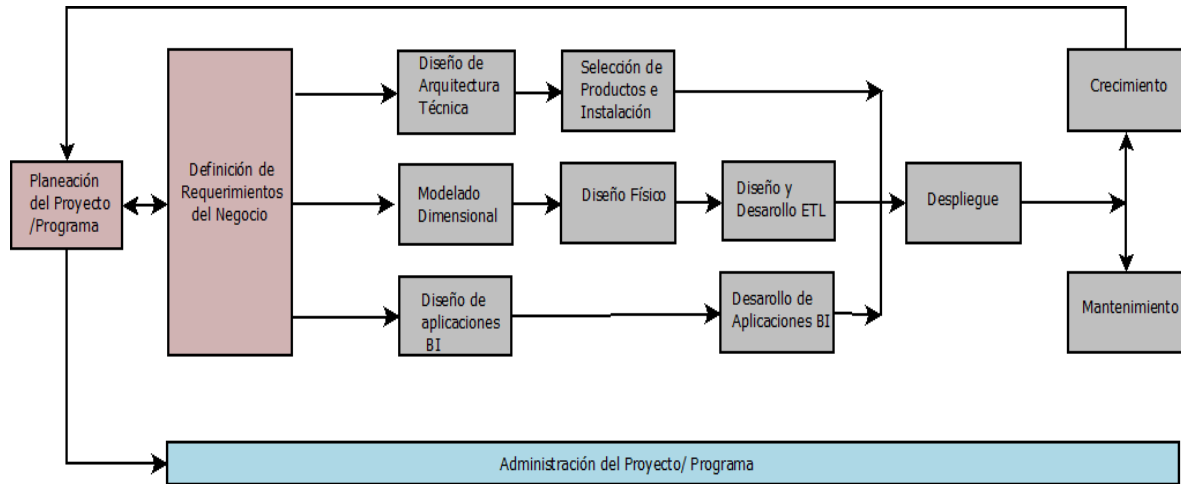 Planeación
del Proyecto
/Programa
Definición de
Requerimientos
del Negocio
Diseño de
Arquitectura
Técnica
Selección de
Productos e
Instalación
Modelado
Dimensional
Diseño Físico
Diseño y
Desarollo ETL
Diseño de
aplicaciones
BI
Desarollo de
Aplicaciones BI
Despliegue
Crecimiento
Mantenimiento
Administración del Proyecto/ Programa